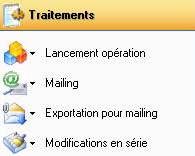 Traitements
Lancement opération
Mailing
Exportation pour mailing
Modifications en série